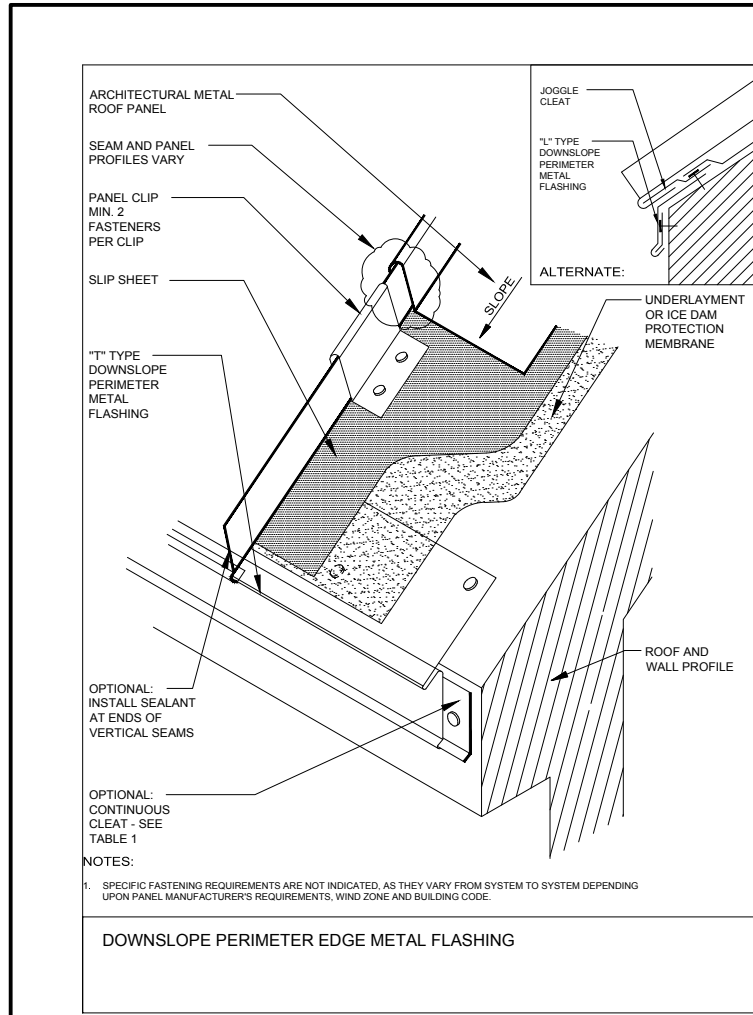 ARCHITECTURAL METAL
ROOF PANEL
SEAM AND PANEL
PROFILES VARY
PANEL CLIP
MIN. 2
FASTENERS
PER CLIP
SLIP SHEET
"T" TYPE
DOWNSLOPE
PERIMETER
METAL
FLASHING
OPTIONAL:
INSTALL SEALANT
AT ENDS OF
VERTICAL SEAMS
OPTIONAL:
CONTINUOUS
CLEAT - SEE
TABLE 1
SLOPE
JOGGLE
CLEAT
"L" TYPE
DOWNSLOPE
PERIMETER
METAL
FLASHING
ALTERNATE:
UNDERLAYMENT
OR ICE DAM
PROTECTION
MEMBRANE
ROOF AND
WALL PROFILE
NOTES:
1. SPECIFIC FASTENING REQUIREMENTS ARE NOT INDICATED, AS THEY VARY FROM SYSTEM TO SYSTEM DEPENDING
UPON PANEL MANUFACTURER'S REQUIREMENTS, WIND ZONE AND BUILDING CODE.
DOWNSLOPE PERIMETER EDGE METAL FLASHING